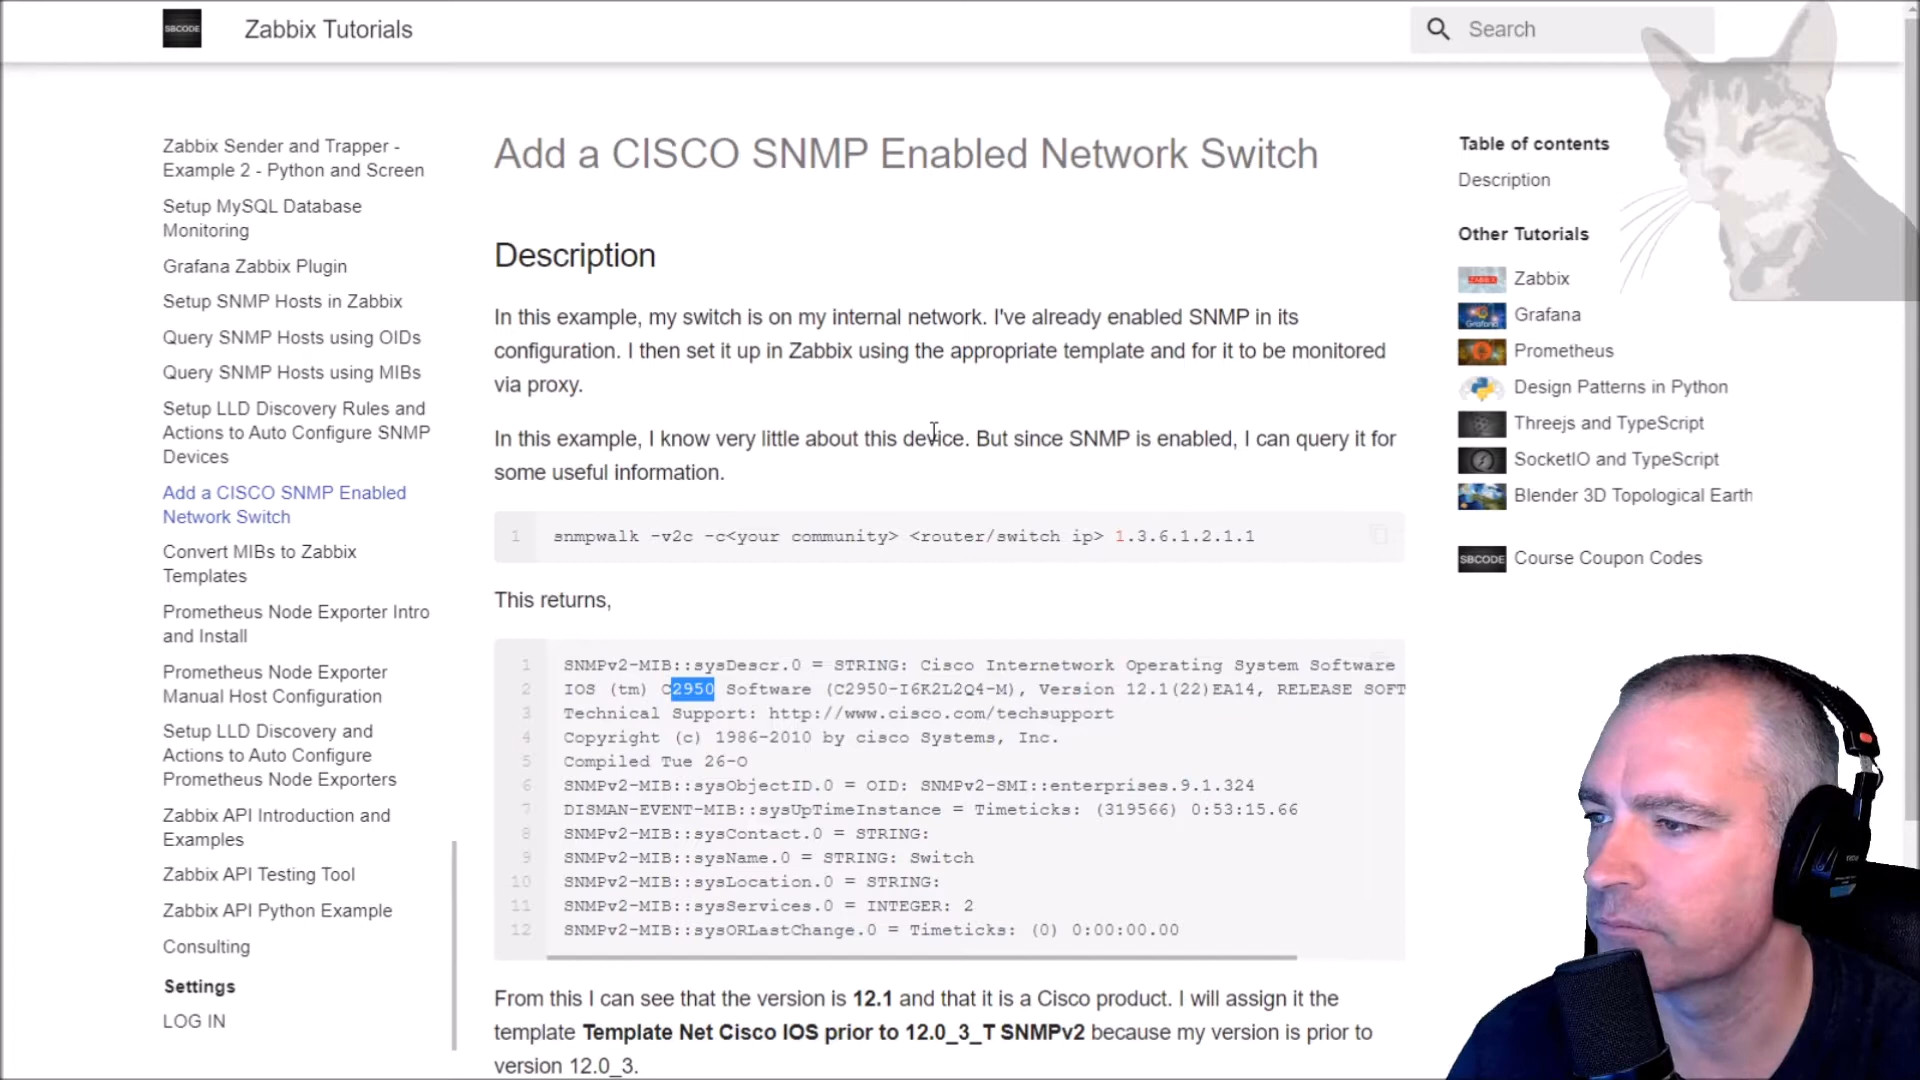 SBCODE
Zabbix Tutorials
Search
Zabbix Sender and Trapper -
Example 2 - Python and Screen
Setup MySQL Database
Monitoring
Grafana Zabbix Plugin
Setup SNMP Hosts in Zabbix
Query SNMP Hosts using OIDs
Query SNMP Hosts using MIBs
Setup LLD Discovery Rules and
Actions to Auto Configure SNMP
Devices
Add a CISCO SNMP Enabled
Network Switch
Convert MIBs to Zabbix
Templates
Prometheus Node Exporter Intro
and Install
Prometheus Node Exporter
Manual Host Configuration
Setup LLD Discovery and
Actions to Auto Configure
Prometheus Node Exporters
Zabbix API Introduction and
Examples
Zabbix API Testing Tool
Zabbix API Python Example
Consulting
Settings
LOG IN
Add a CISCO SNMP Enabled Network Switch
Description
In this example, my switch is on my internal network. I've already enabled SNMP in its
configuration. I then set it up in Zabbix using the appropriate template and for it to be monitored
via proxy.
In this example, I know very little about this device. But since SNMP is enabled, I can query it for
some useful information.
1 snmpwalk -v2c -c<your community> <router/switch ip> 1.3.6.1.2.1.1
This returns,
1 SNMPv2-MIB::sysDescr.0 = STRING: Cisco Internetwork Operating System Software
2 IOS (tm) C2950 Software (C2950-I6K2L2Q4-M), Version 12.1(22)EA14, RELEASE SOFT
3 Technical Support: http://www.cisco.com/techsupport
4 Copyright (c) 1986-2010 by cisco Systems, Inc.
5 Compiled Tue 26-O
6 SNMPv2-MIB::sysObjectID.0 = OID: SNMPv2-SMI::enterprises.9.1.324
7 DISMAN-EVENT-MIB::sysUpTimeInstance = Timeticks: (319566) 0:53:15.66
8 SNMPv2-MIB::sysContact.0 = STRING:
9 SNMPv2-MIB::sysName.0 = STRING: Switch
10 SNMPv2-MIB::sysLocation.0 = STRING:
11 SNMPv2-MIB::sysServices.0 = INTEGER: 2
12 SNMPv2-MIB::sysORLastChange.0 = Timeticks: (0) 0:00:00.00
From this I can see that the version is 12.1 and that it is a Cisco product. I will assign it the
template Template Net Cisco IOS prior to 12.0_3_T SNMPv2 because my version is prior to
version 12.0_3.
Table of contents
Description
Other Tutorials
ZABBIX Zabbix
Grafana Grafana
Prometheus
Design Patterns in Python
Threejs and TypeScript
SocketIO and TypeScript
Blender 3D Topological Earth
SBCODE Course Coupon Codes